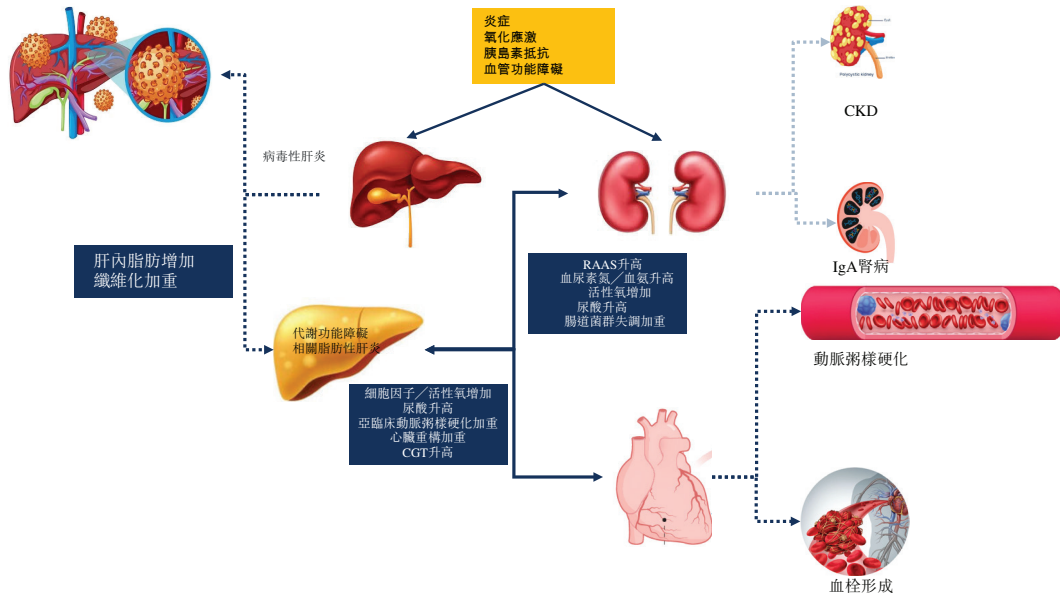 炎症
氧化應激
胰島素抵抗
血管功能障礙
Polycystic Kidney
CKD
病毒性肝炎
IgA腎病
肝內脂肪增加
纖維化加重
RAAS升高
血尿素氮／血氨升高
活性氧增加
尿酸升高
腸道菌群失調加重
代謝功能障礙
相關脂肪性肝炎
動脈粥樣硬化
細胞因子／活性氧增加
尿酸升高
亞臨床動脈粥樣硬化加重
心臟重構加重
CGT升高
血栓形成